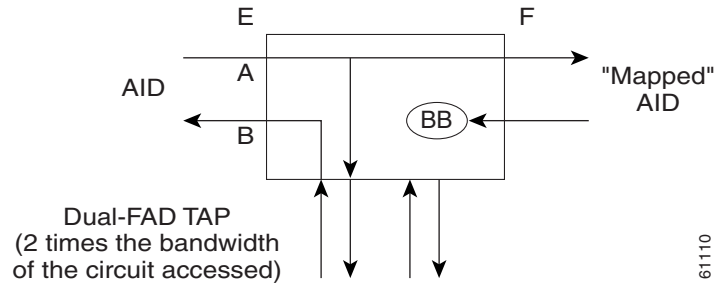 E
F
A
AID
"Mapped"
AID
B
BB
Dual-FAD TAP
(2 times the bandwidth
of the circuit accessed)
61110